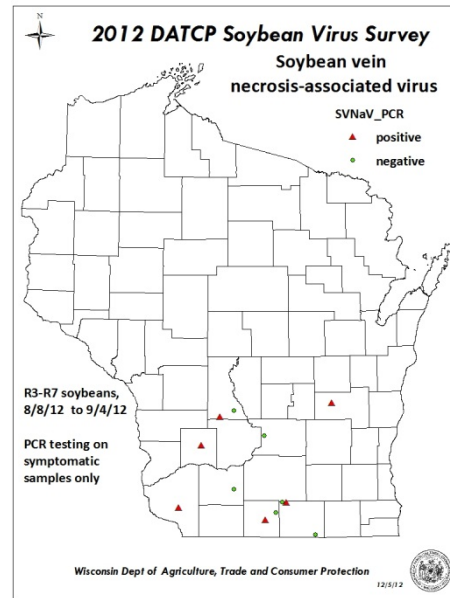 N
2012 DATCP Soybean Virus Survey
Soybean vein
necrosis-associated virus
SVNaV_PCR
positive
negative
R3-R7 soybeans,
8/8/12 to 9/4/12
PCR testing on
symptomatic
samples only
Wisconsin Dept of Agriculture, Trade and Consumer Protection
12/5/12